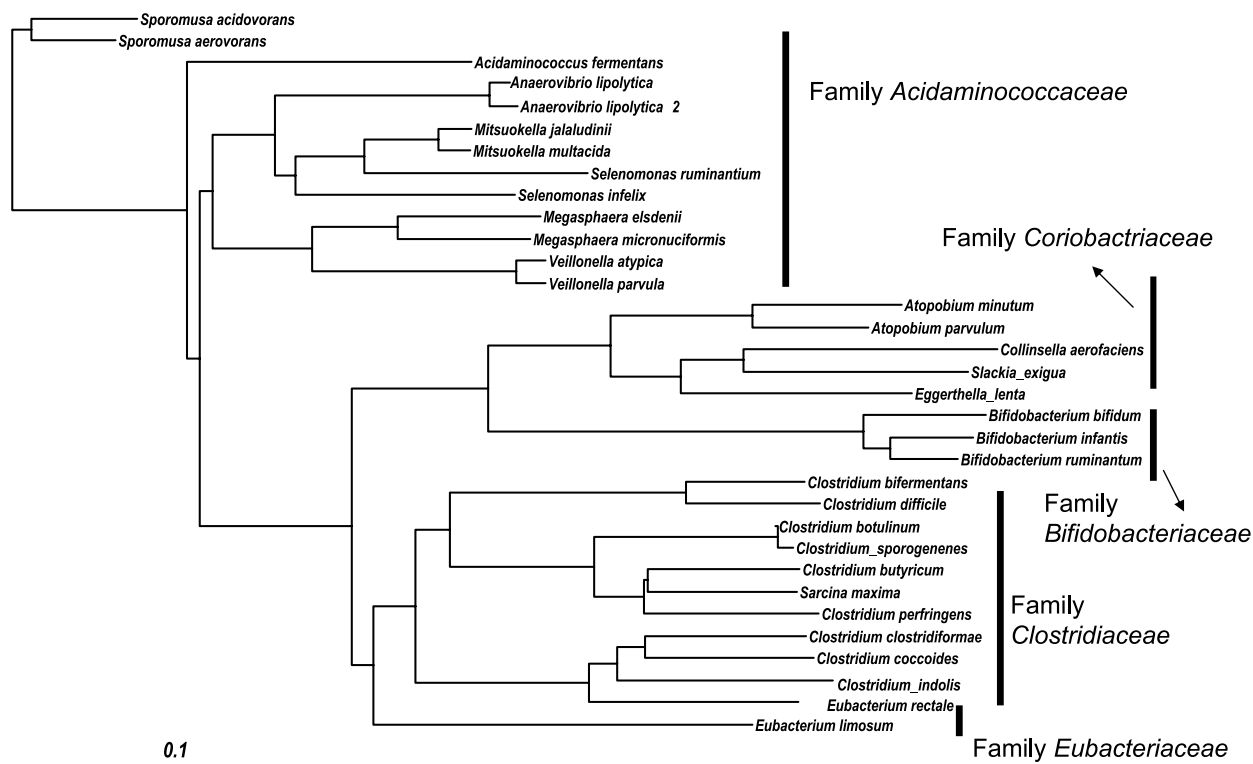 Sporomusa acidovorans
Sporomusa aerovorans
Acidaminococcus fermentans
Anaerovibrio lipolytica
Anaerovibrio lipolytica 2
Mitsuokella jalaludinii
Mitsuokella multacida
Selenomonas ruminantium
Selenomonas infelix
Megasphaera elsdenii
Megasphaera micronuciformis
Veillonella atypica
Veillonella parvula
Family Acidaminococcaceae
Family Coriobactriaceae
Atopobium minutum
Atopobium parvulum
Collinsella aerofaciens
Slackia_exigua
Eggerthella_lenta
Bifidobacterium bifidum
Bifidobacterium infantis
Bifidobacterium ruminantum
Family
Bifidobacteriaceae
Clostridium bifermentans
Clostridium difficile
Clostridium botulinum
Clostridium_sporogenenes
Clostridium butyricum
Sarcina maxima
Clostridium perfringens
Clostridium clostridiformae
Clostridium coccoides
Clostridium_indolis
Eubacterium rectale
Family
Clostridiaceae
Eubacterium limosum
Family Eubacteriaceae
0.1